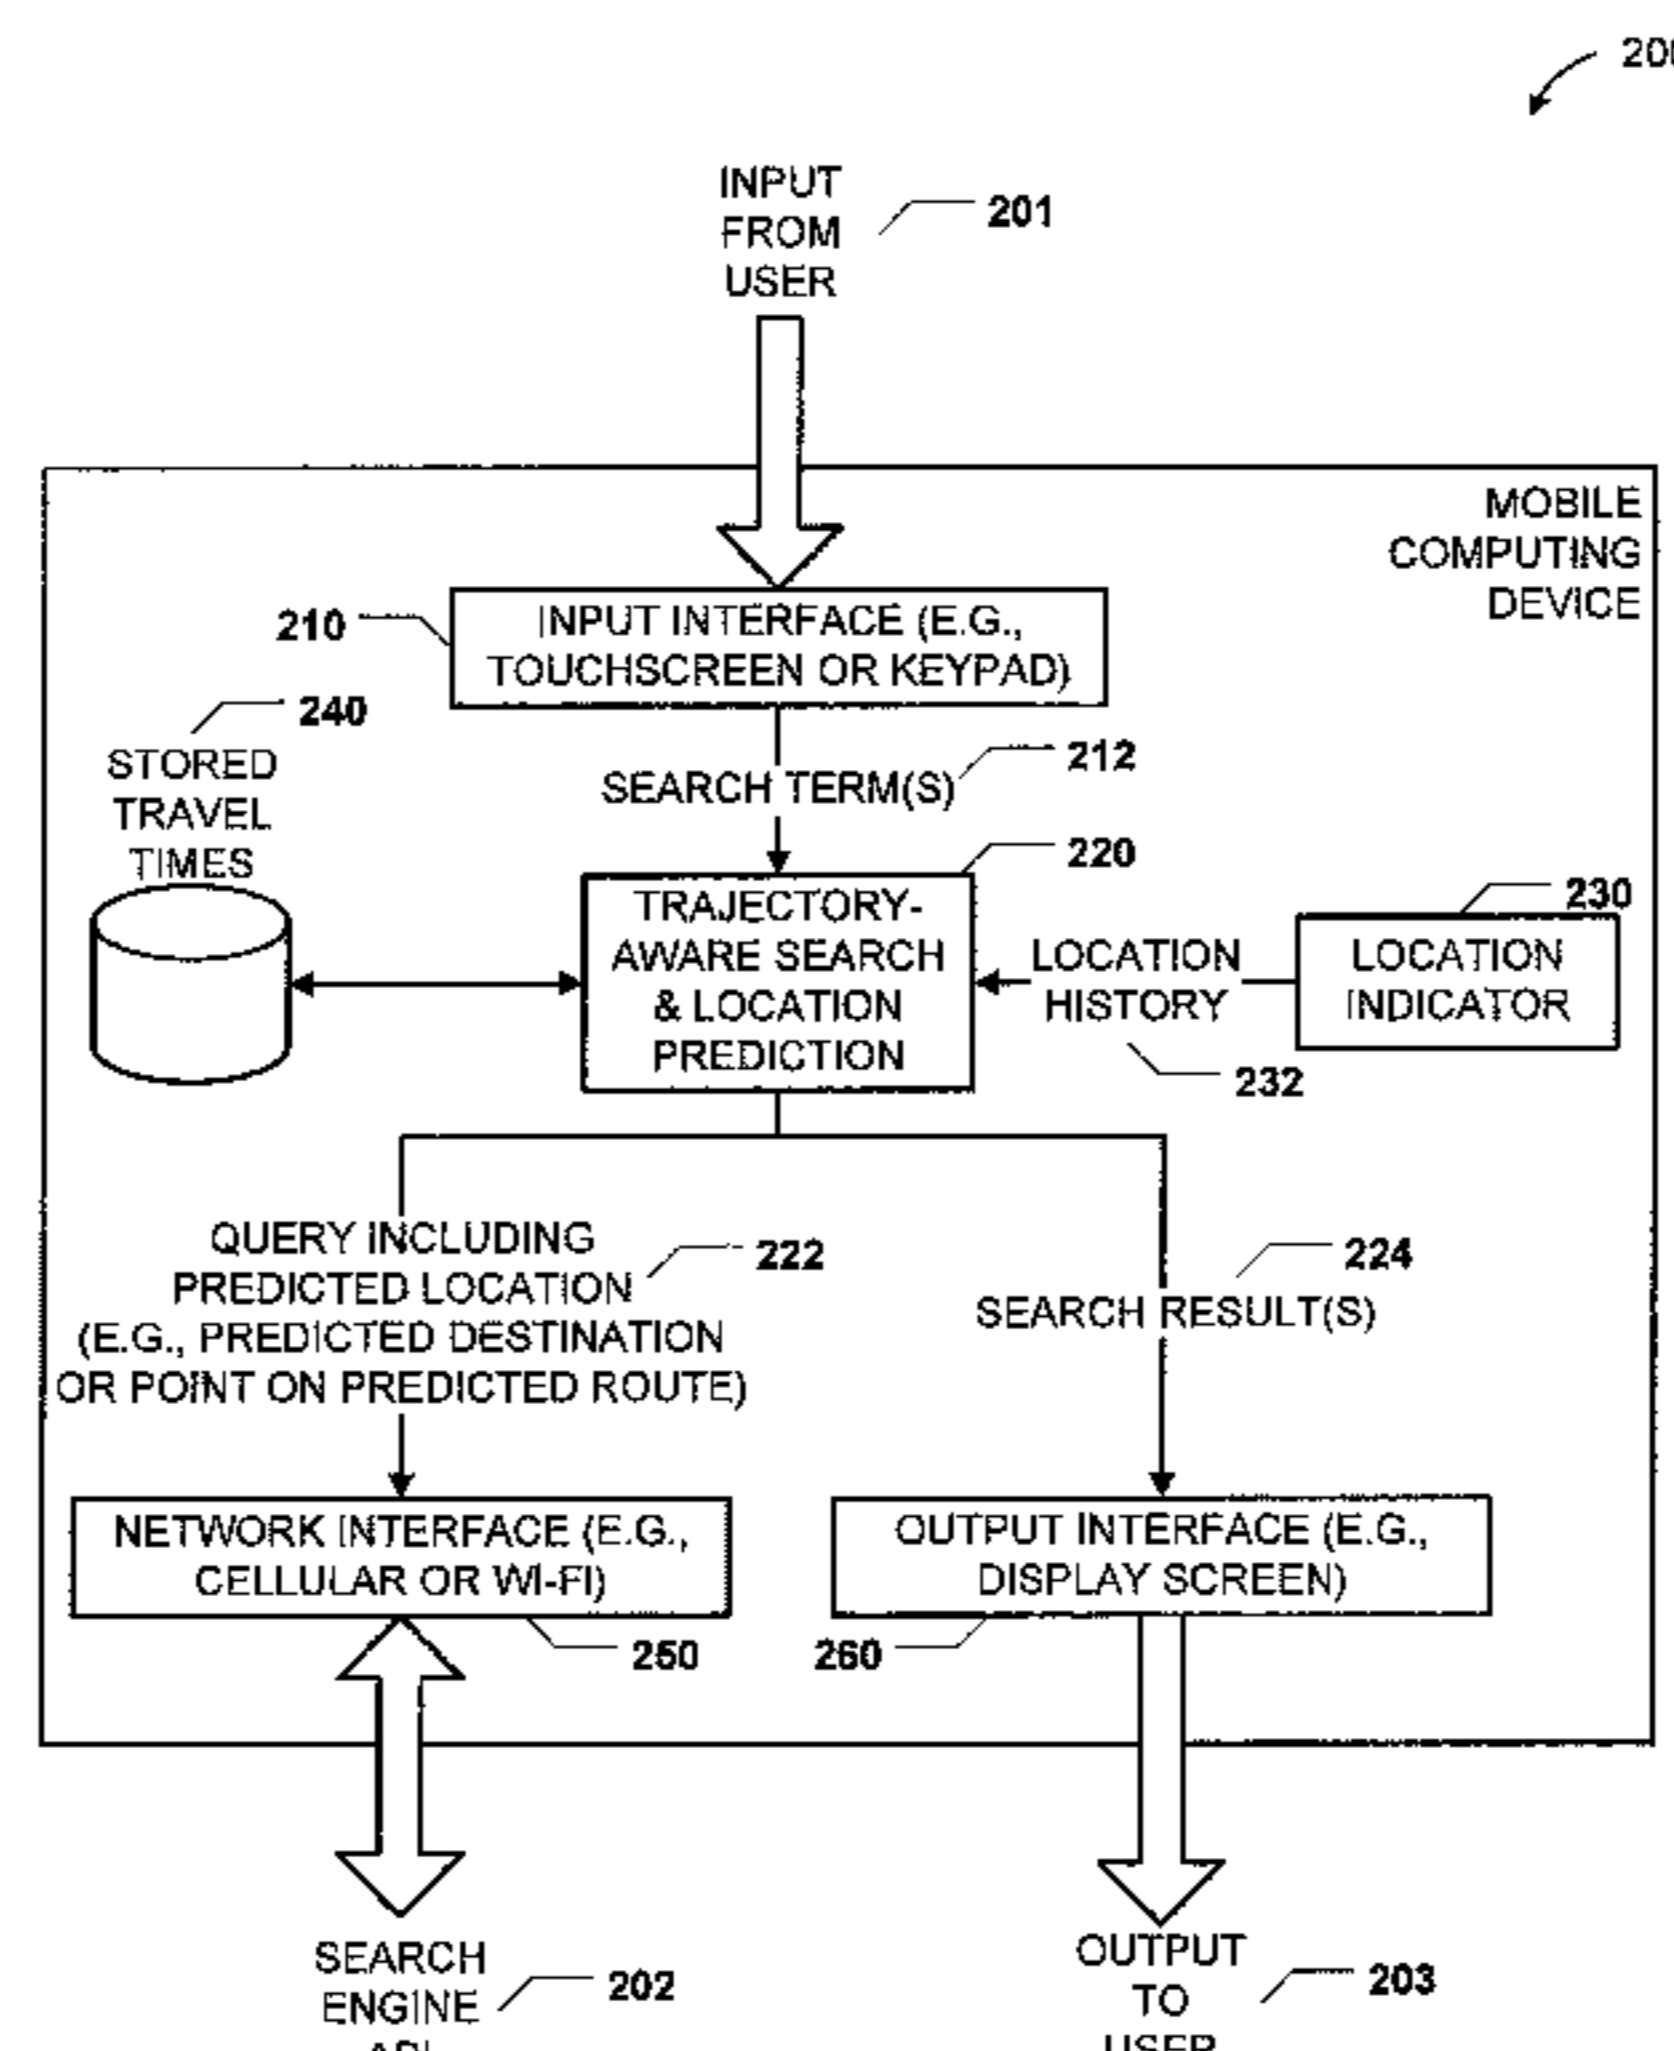 200
INPUT
FROM
USER
201
MOBILE
COMPUTING
DEVICE
210
INPUT INTERFACE (E.G.,
TOUCHSCREEN OR KEYPAD)
240
STORED
TRAVEL
TIMES
SEARCH TERM(S)
212
220
TRAJECTORY-
AWARE SEARCH
& LOCATION
PREDICTION
LOCATION
HISTORY
232
230
LOCATION
INDICATOR
QUERY INCLUDING
PREDICTED LOCATION
(E.G., PREDICTED DESTINATION
OR POINT ON PREDICTED ROUTE)
222
224
SEARCH RESULT(S)
NETWORK INTERFACE (E.G.,
CELLULAR OR WI-FI)
250
OUTPUT INTERFACE (E.G.,
DISPLAY SCREEN)
260
SEARCH
ENGINE
API
202
OUTPUT
TO
USER
203